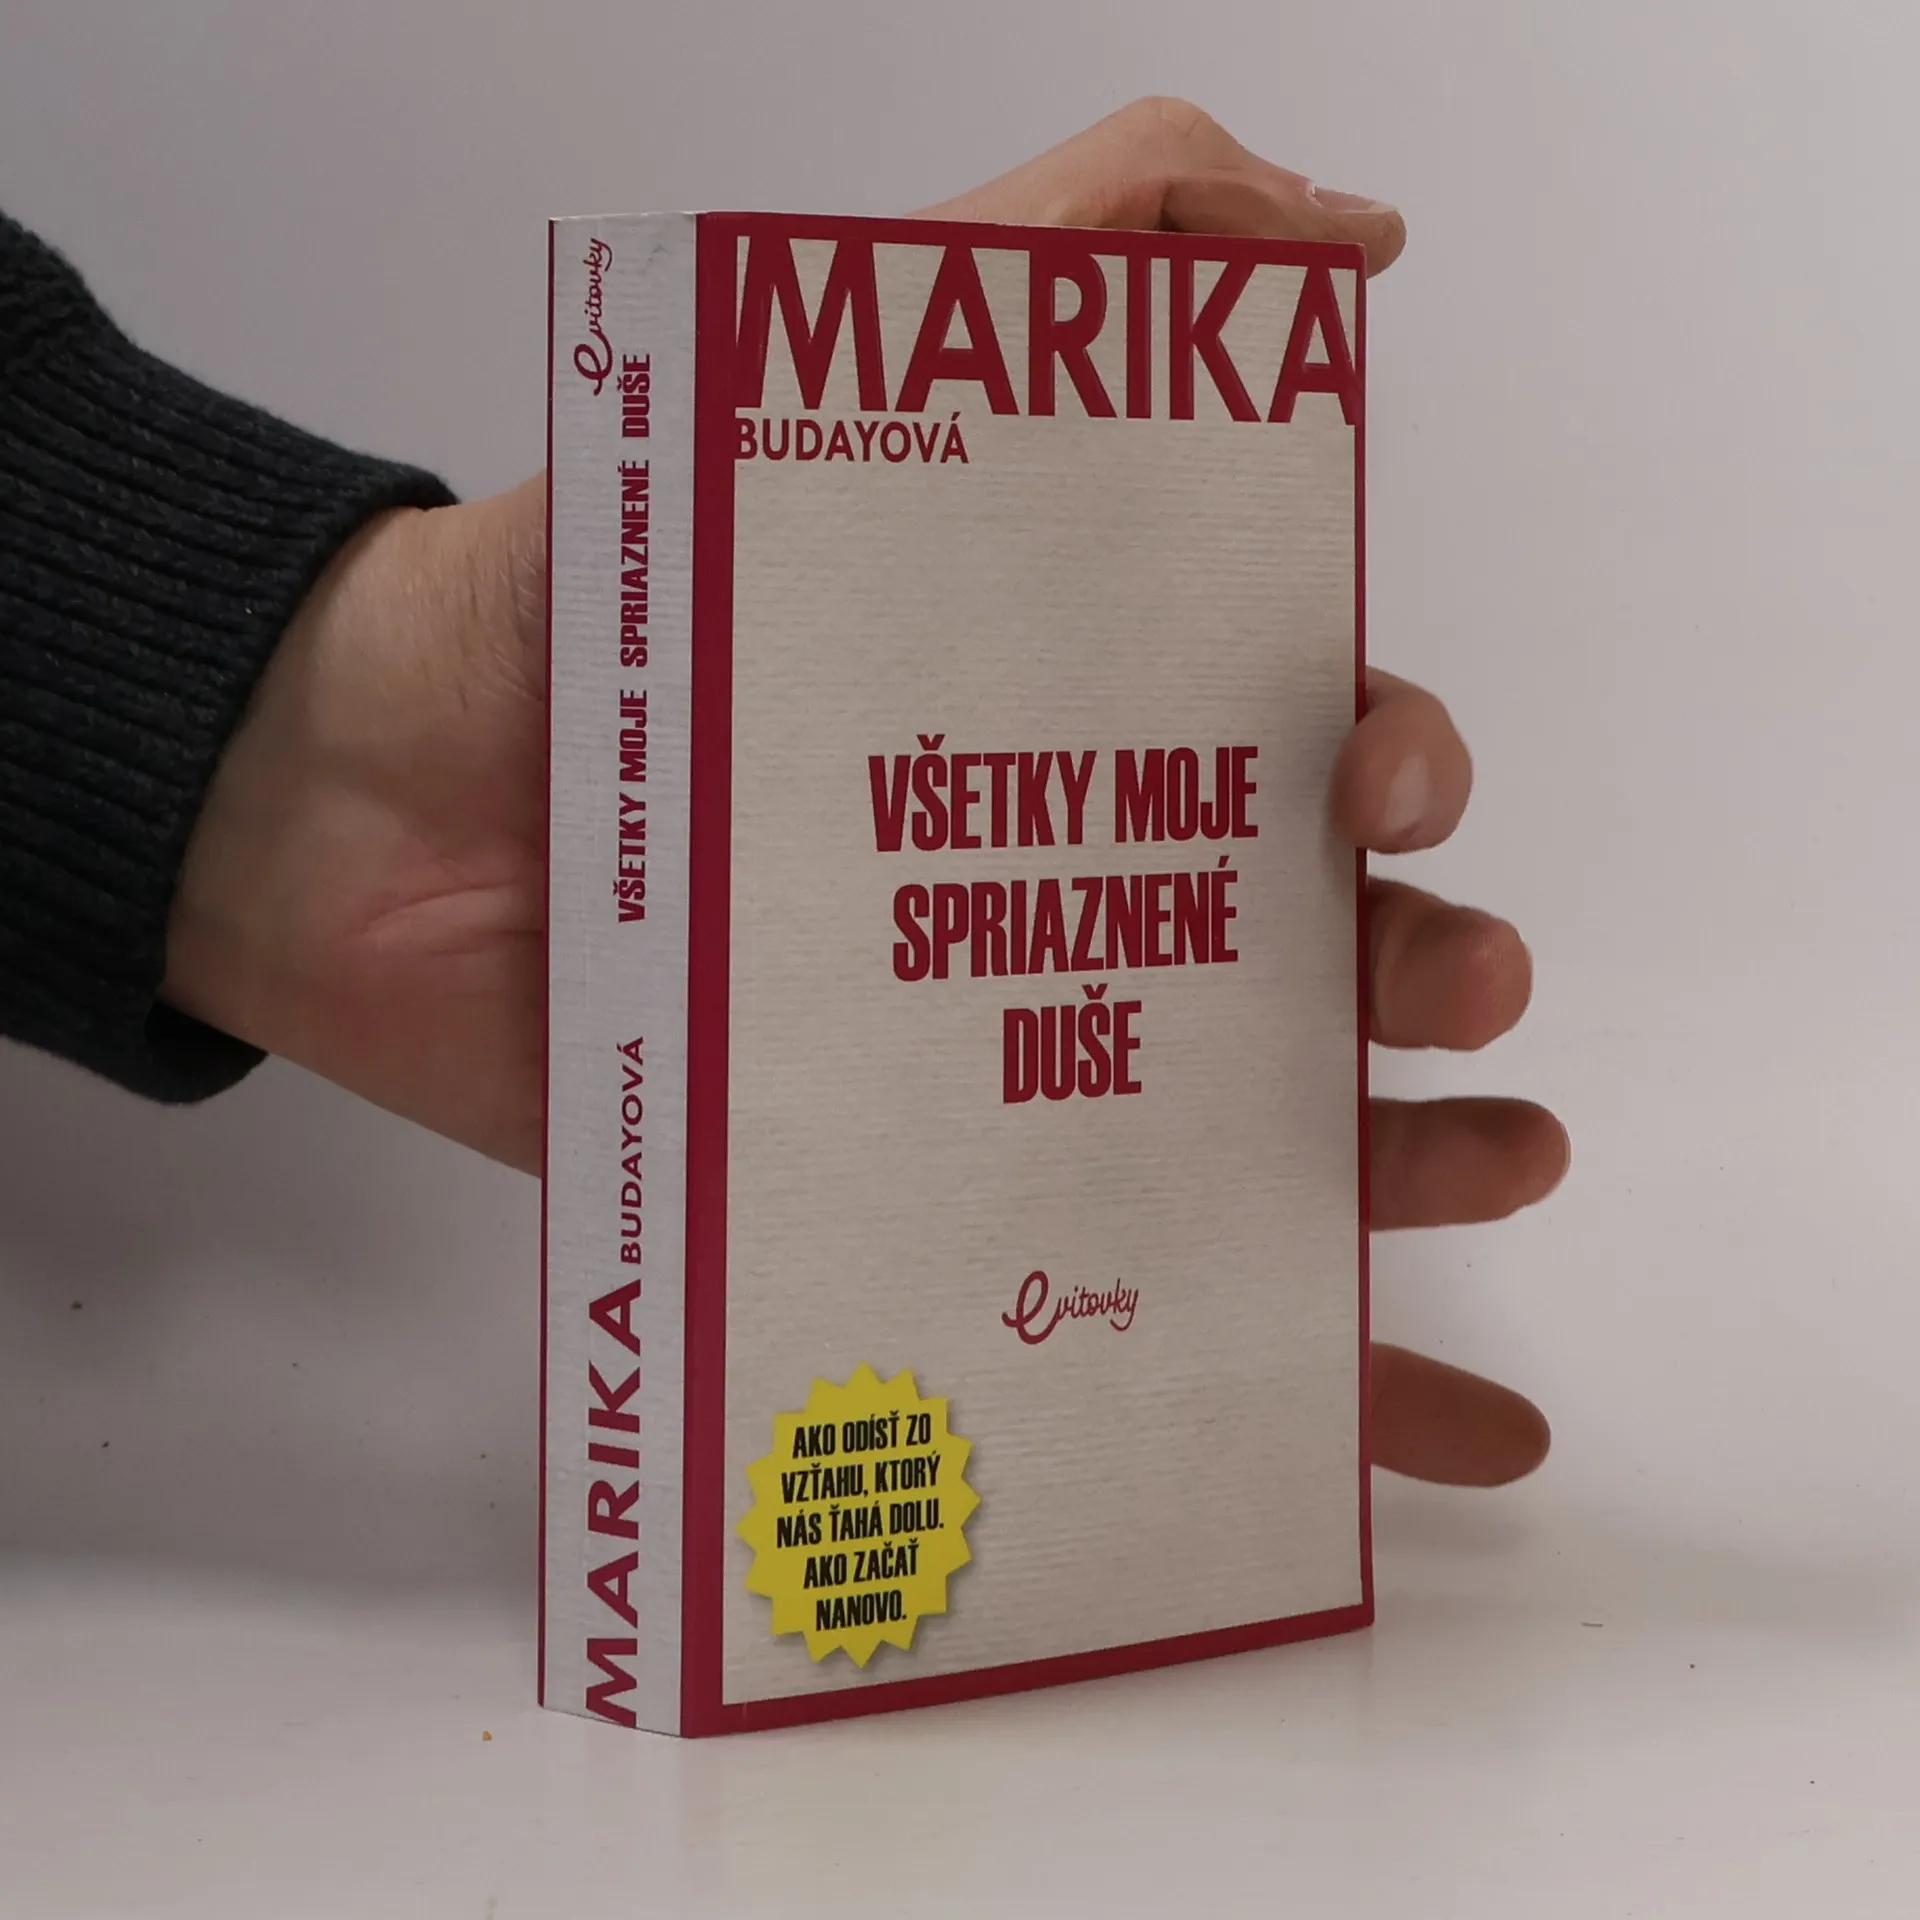 MARIKA
BUDAYOVÁ
VŠETKY MOJE
SPRIAZNENÉ
DUŠE
evitovky
AKO ODÍSŤ ZO
VZŤAHU, KTORÝ
NÁS ŤAHÁ DOLU.
AKO ZAČAŤ
NANOVO.
MARIKA BUDAYOVÁ VŠETKY MOJE SPRIAZNENÉ DUŠE evitovky